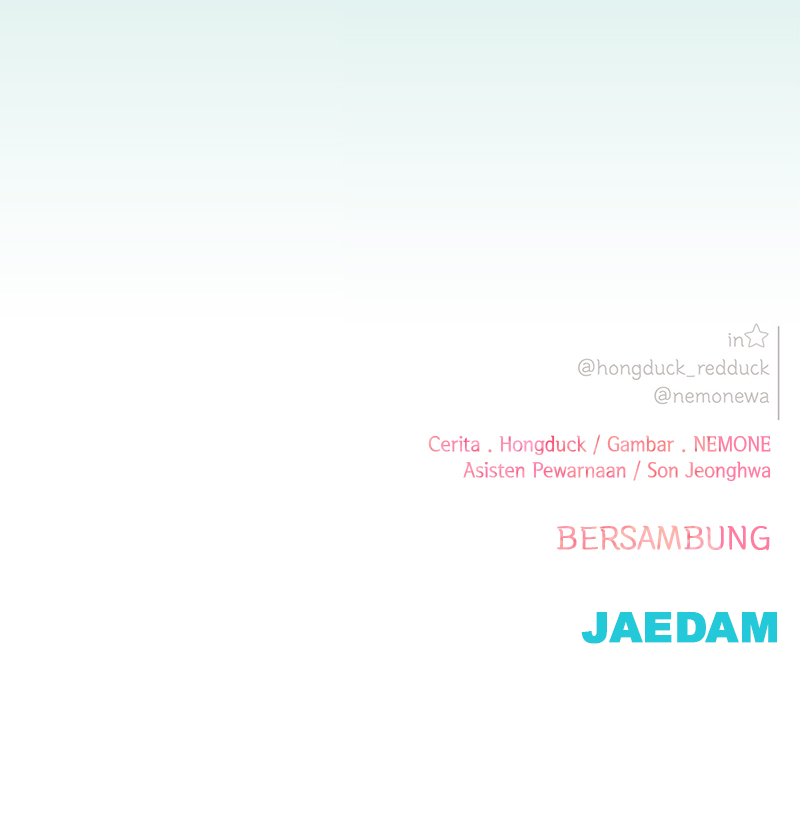 in☆
@hongduck_redduck
@nemonewa
Cerita . Hongduck / Gambar . NEMONE
Asisten Pewarnaan / Son Jeonghwa
BERSAMBUNG
JAEDAM